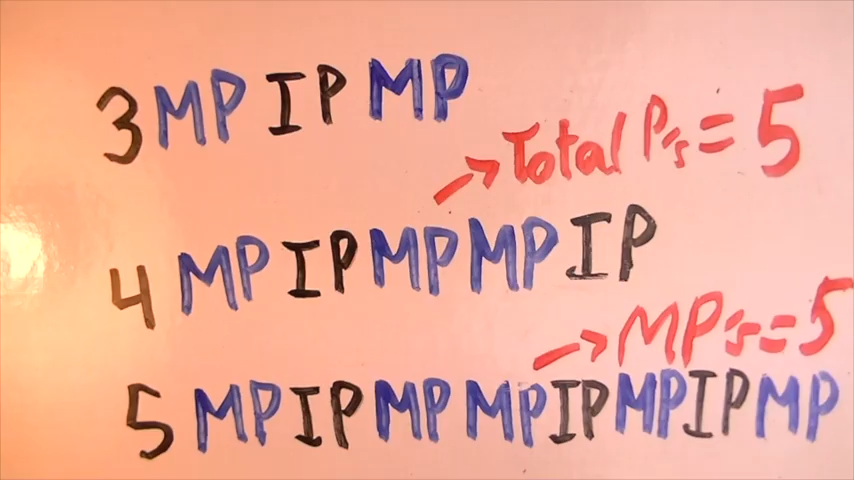 3 MP IP MP
→ Total P's = 5
4 MP IP MP MP IP
→ MP's = 5
5 MP IP MP MP IP MP IP MP